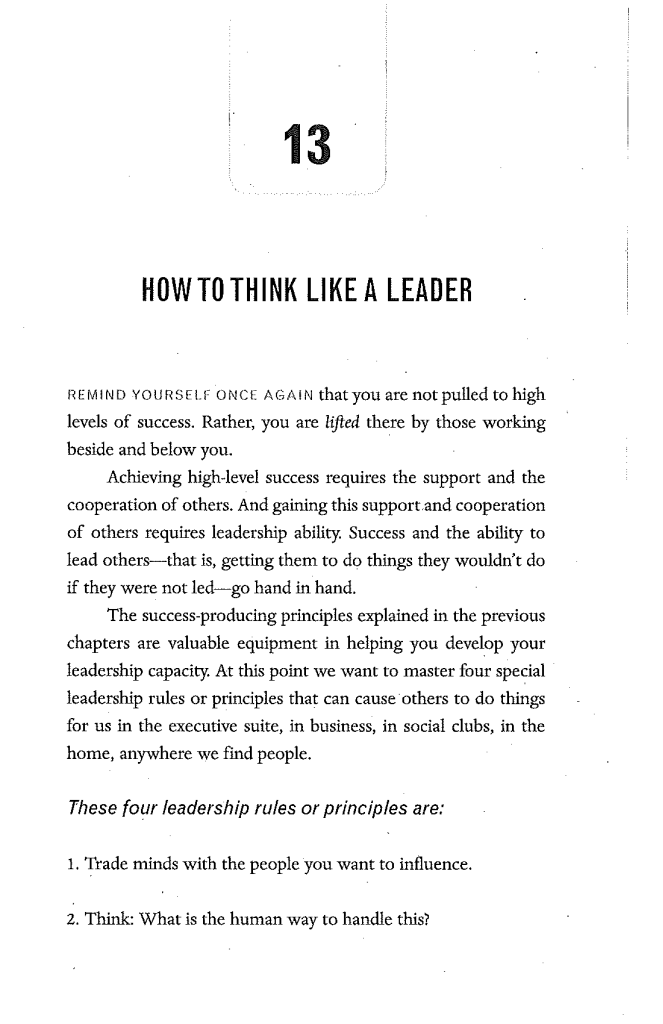 13
HOW TO THINK LIKE A LEADER
REMIND YOURSELF ONCE AGAIN that you are not pulled to high
levels of success. Rather, you are lifted there by those working
beside and below you.
Achieving high-level success requires the support and the
cooperation of others. And gaining this support and cooperation
of others requires leadership ability. Success and the ability to
lead others—that is, getting them to do things they wouldn't do
if they were not led—go hand in hand.
The success-producing principles explained in the previous
chapters are valuable equipment in helping you develop your
leadership capacity. At this point we want to master four special
leadership rules or principles that can cause others to do things
for us in the executive suite, in business, in social clubs, in the
home, anywhere we find people.
These four leadership rules or principles are:
1. Trade minds with the people you want to influence.
2. Think: What is the human way to handle this?